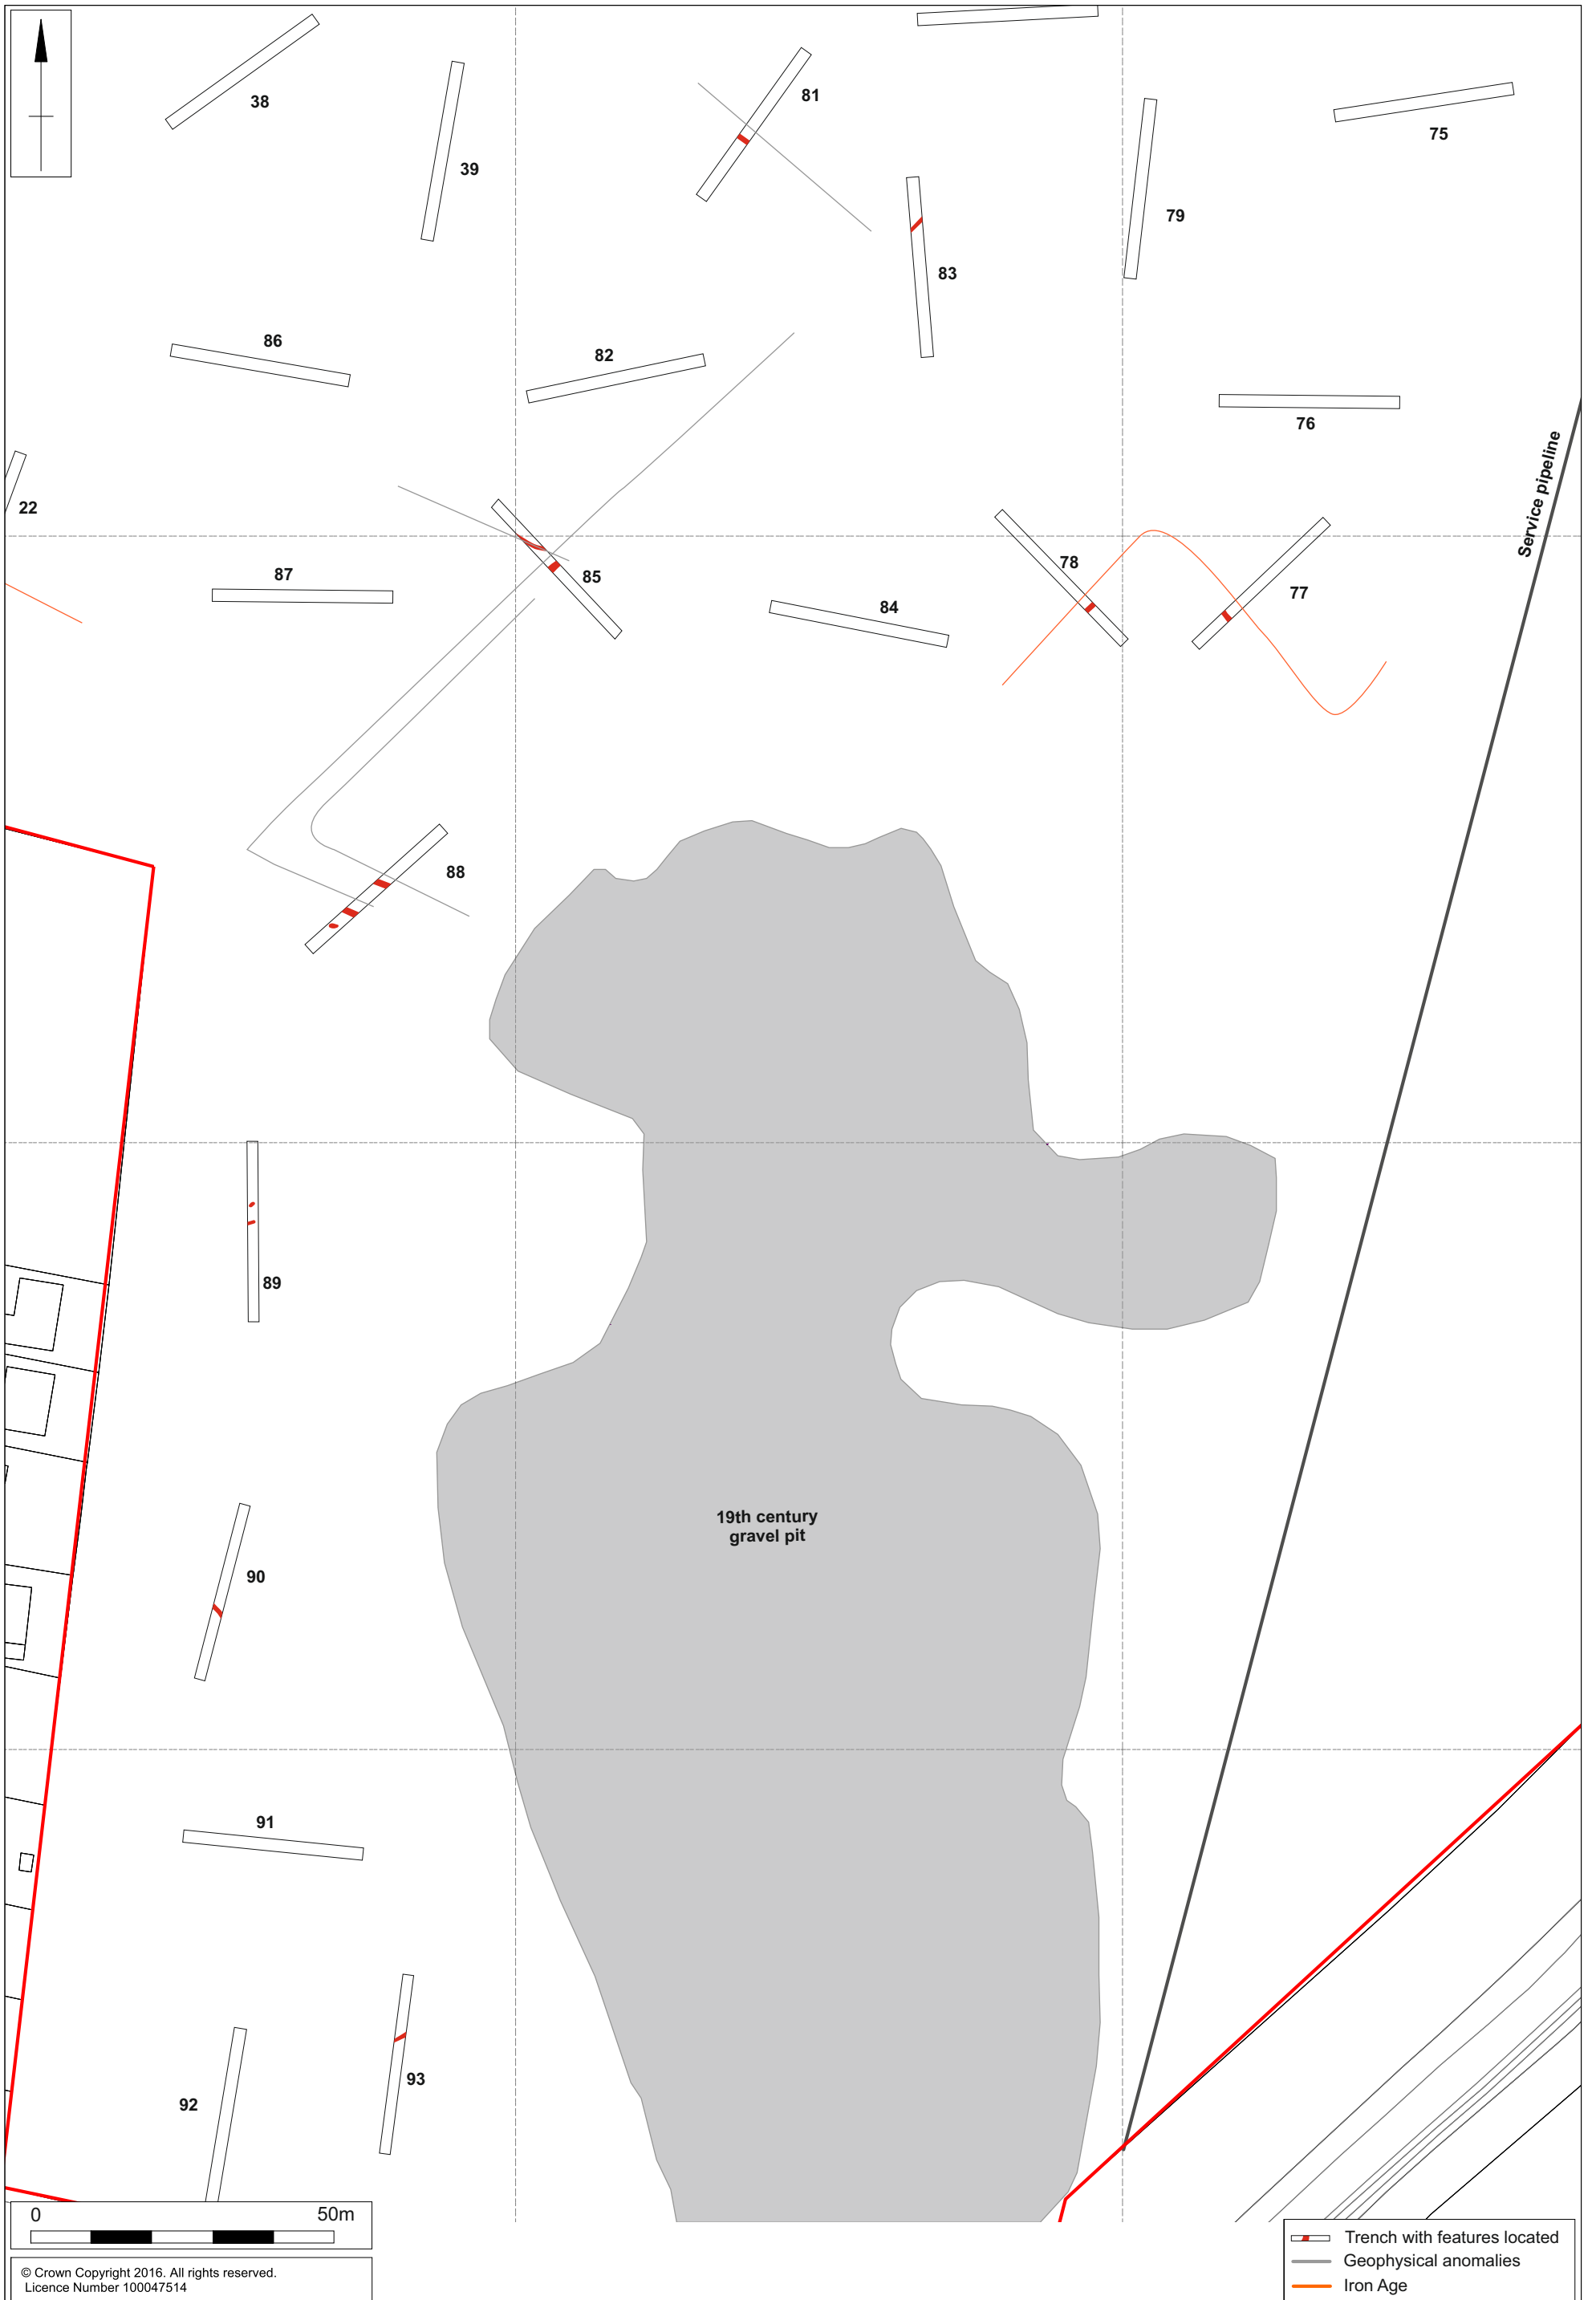 38
81
75
39
79
83
86
82
76
22
Service pipeline
87
85
84
78
77
88
89
19th century
gravel pit
90
91
92
93
0 50m
© Crown Copyright 2016. All rights reserved.
Licence Number 100047514
Trench with features located
Geophysical anomalies
Iron Age